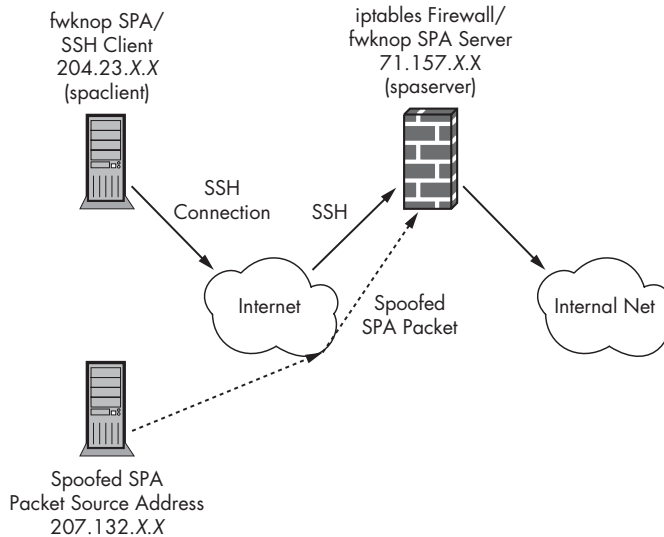 fwknop SPA/
SSH Client
204.23.X.X
(spaclient)
iptables Firewall/
fwknop SPA Server
71.157.X.X
(spaserver)
SSH
Connection
SSH
Internet
Spoofed
SPA Packet
Internal Net
Spoofed SPA
Packet Source Address
207.132.X.X